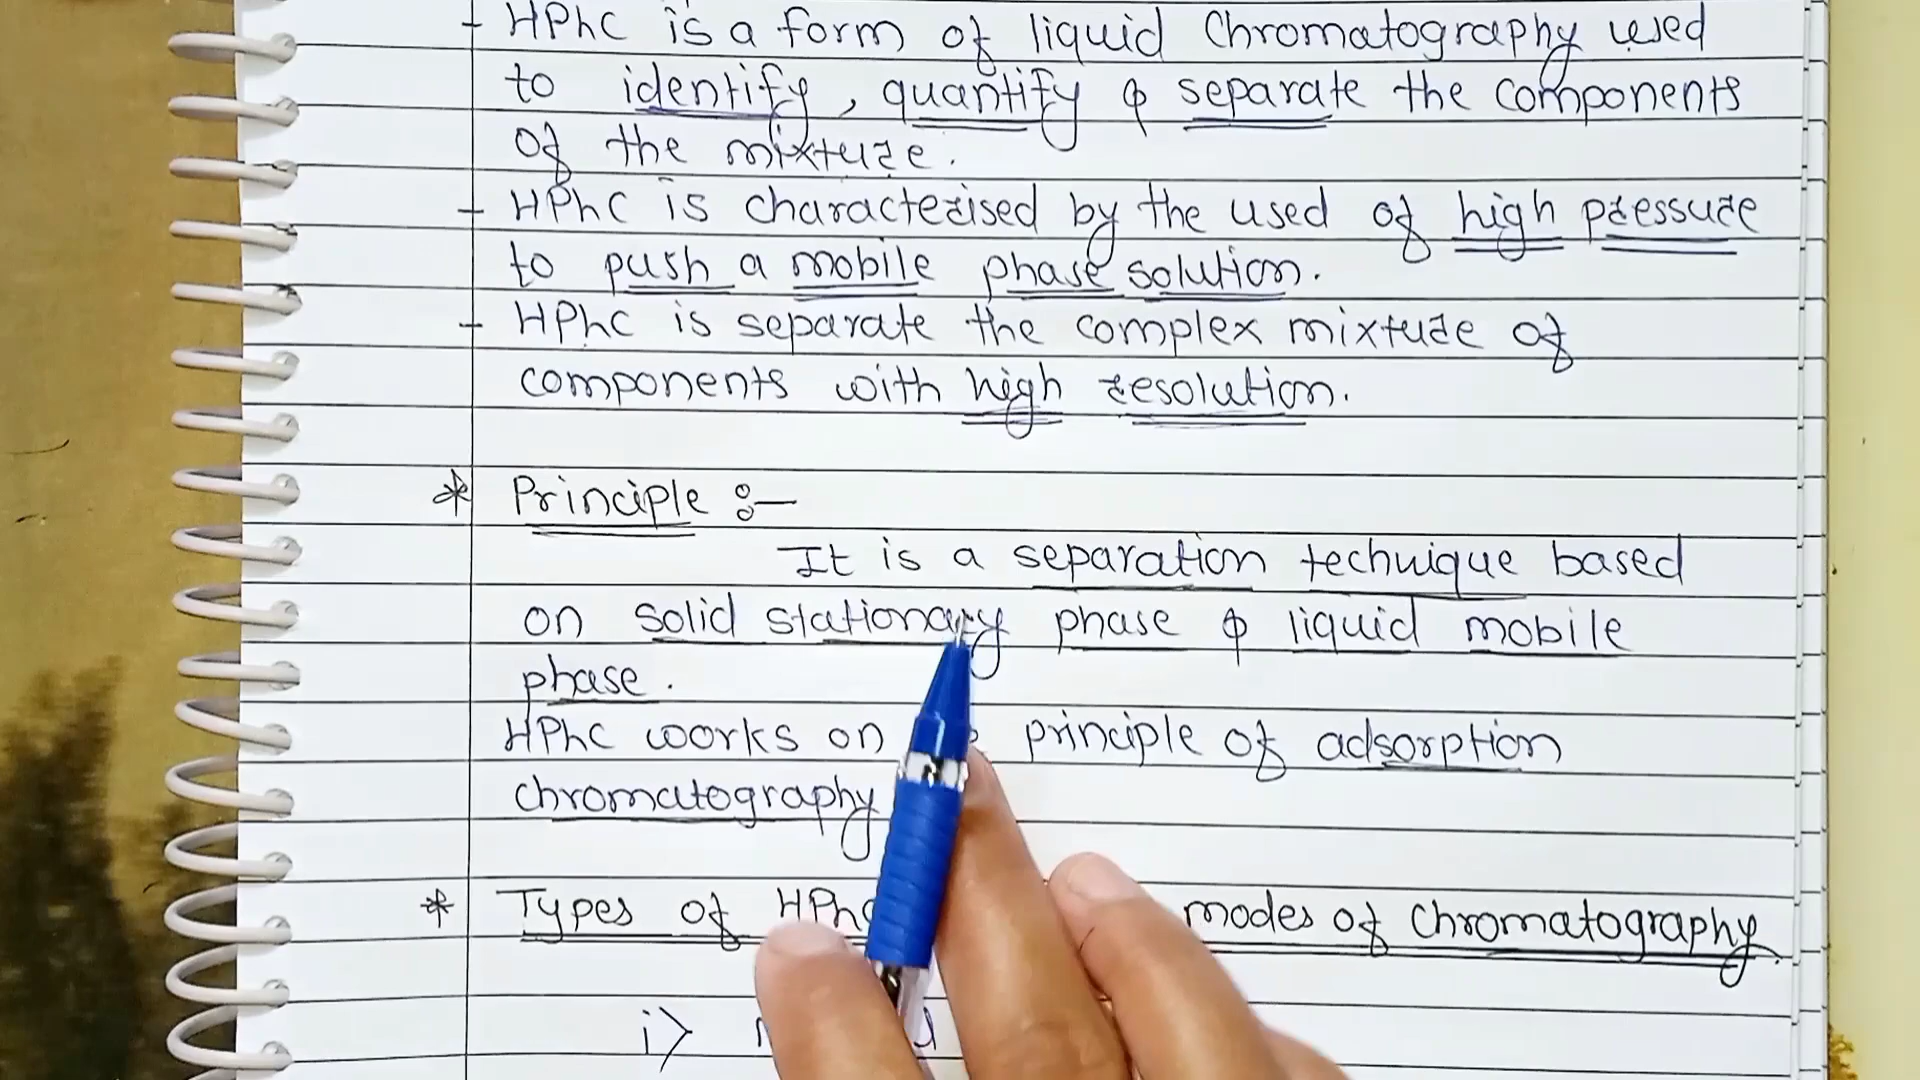 - HPLC is a form of liquid Chromatography used
to identify, quantify & separate the components
of the mixture.
- HPLC is characterised by the used of high pressure
to push a mobile phase solution.
- HPLC is separate the complex mixture of
components with high resolution.
* Principle :-
It is a separation technique based
on solid stationary phase & liquid mobile
phase.
HPLC works on principle of adsorption
chromatography
* Types of HPLC modes of Chromatography
i>